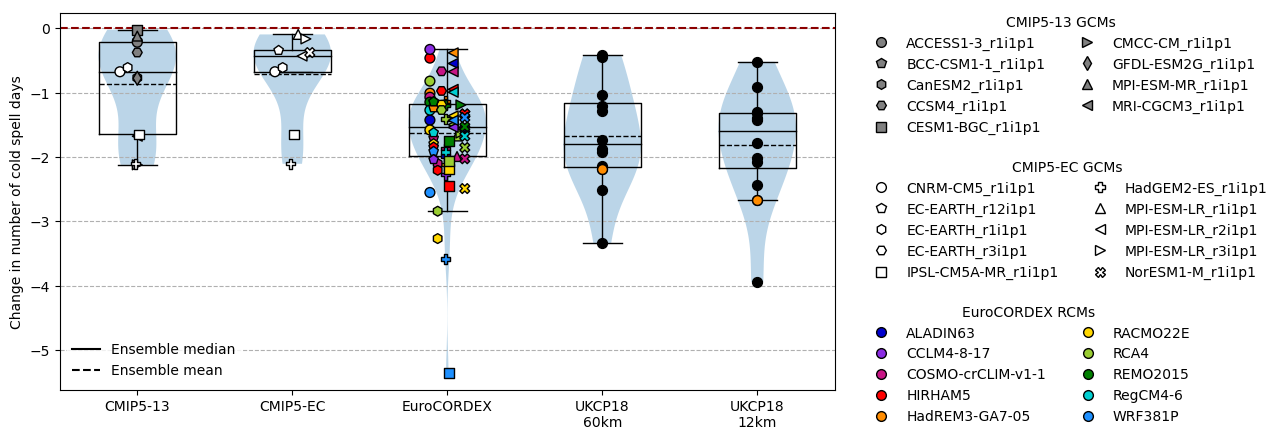 Change in number of cold spell days
0
−1
−2
−3
−4
−5
Ensemble median
Ensemble mean
CMIP5-13
CMIP5-EC
EuroCORDEX
UKCP18
60km
UKCP18
12km
CMIP5-13 GCMs
ACCESS1-3_r1i1p1
BCC-CSM1-1_r1i1p1
CanESM2_r1i1p1
CCSM4_r1i1p1
CESM1-BGC_r1i1p1
CMCC-CM_r1i1p1
GFDL-ESM2G_r1i1p1
MPI-ESM-MR_r1i1p1
MRI-CGCM3_r1i1p1
CMIP5-EC GCMs
CNRM-CM5_r1i1p1
EC-EARTH_r12i1p1
EC-EARTH_r1i1p1
EC-EARTH_r3i1p1
IPSL-CM5A-MR_r1i1p1
HadGEM2-ES_r1i1p1
MPI-ESM-LR_r1i1p1
MPI-ESM-LR_r2i1p1
MPI-ESM-LR_r3i1p1
NorESM1-M_r1i1p1
EuroCORDEX RCMs
ALADIN63
CCLM4-8-17
COSMO-crCLIM-v1-1
HIRHAM5
HadREM3-GA7-05
RACMO22E
RCA4
REMO2015
RegCM4-6
WRF381P